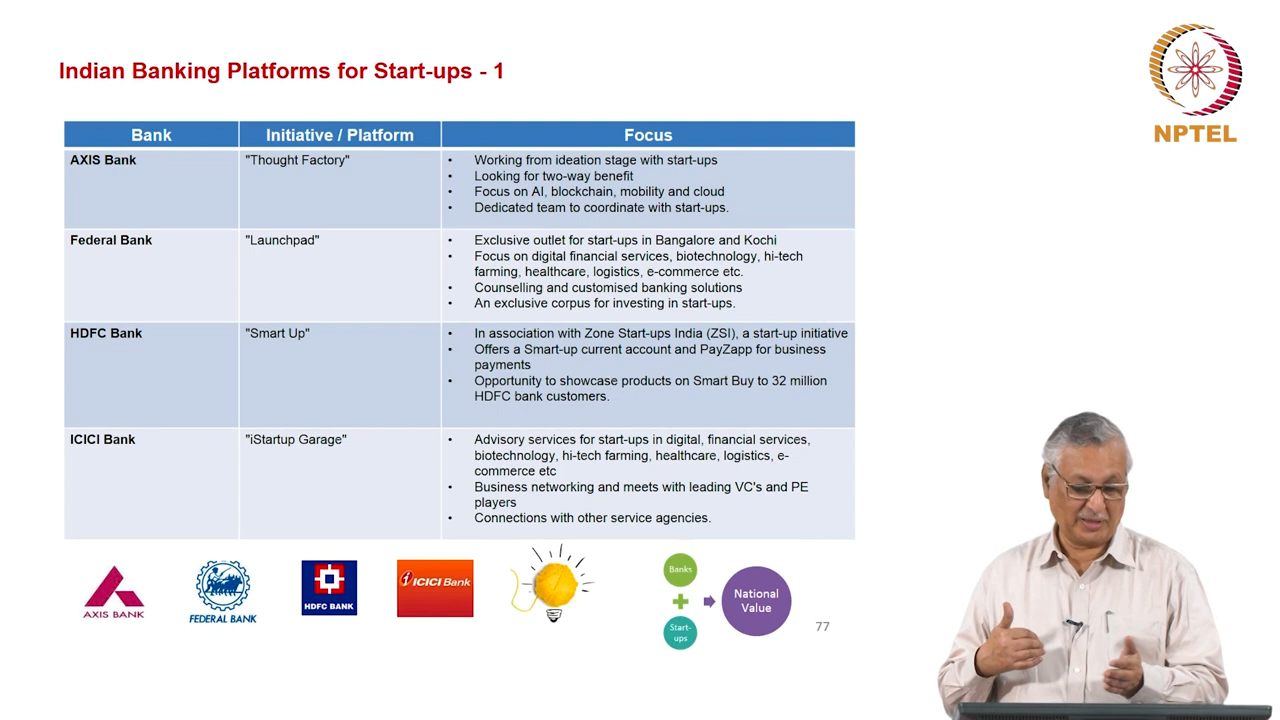 Indian Banking Platforms for Start-ups - 1
NPTEL
Bank
Initiative / Platform
Focus
AXIS Bank
"Thought Factory"
• Working from ideation stage with start-ups
• Looking for two-way benefit
• Focus on AI, blockchain, mobility and cloud
• Dedicated team to coordinate with start-ups.
Federal Bank
"Launchpad"
• Exclusive outlet for start-ups in Bangalore and Kochi
• Focus on digital financial services, biotechnology, hi-tech
farming, healthcare, logistics, e-commerce etc.
• Counselling and customised banking solutions
• An exclusive corpus for investing in start-ups.
HDFC Bank
"Smart Up"
• In association with Zone Start-ups India (ZSI), a start-up initiative
• Offers a Smart-up current account and PayZapp for business
payments
• Opportunity to showcase products on Smart Buy to 32 million
HDFC bank customers.
ICICI Bank
"iStartup Garage"
• Advisory services for start-ups in digital, financial services,
biotechnology, hi-tech farming, healthcare, logistics, e-
commerce etc
• Business networking and meets with leading VC's and PE
players
• Connections with other service agencies.
AXIS BANK
FEDERAL BANK
HDFC BANK
ICICI Bank
Banks
Start-
ups
National
Value
77